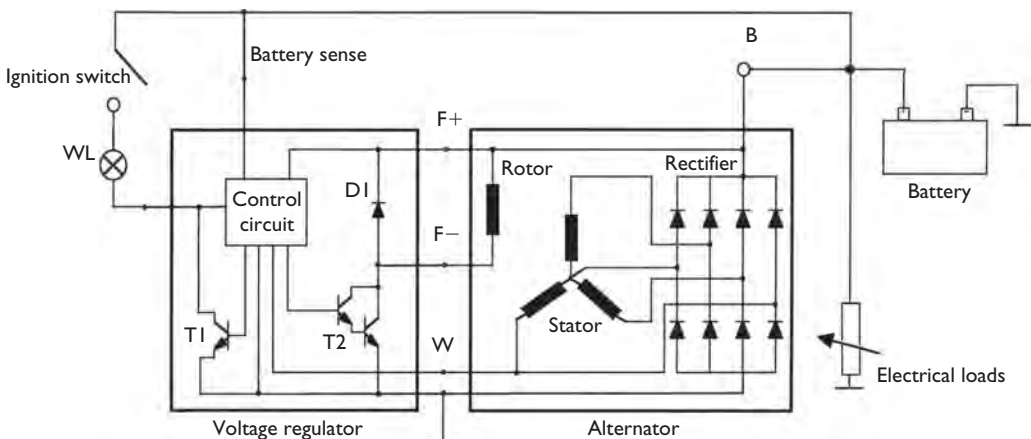 B
Battery sense
Ignition switch
F+
WL
Rotor
Rectifier
D1
Battery
Control
circuit
F−
T1
T2
W
Stator
Electrical loads
Voltage regulator
Alternator